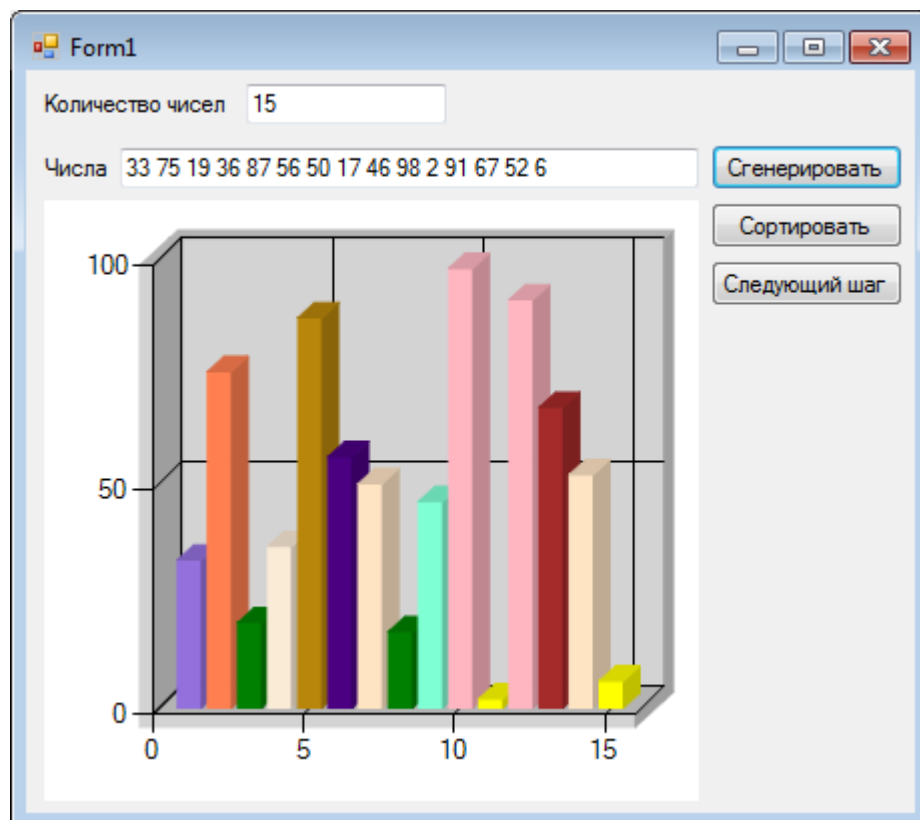 Form1
Количество чисел 15
Числа 33 75 19 36 87 56 50 17 46 98 2 91 67 52 6 Сгенерировать
Сортировать
Следующий шаг
100
50
0
0 5 10 15